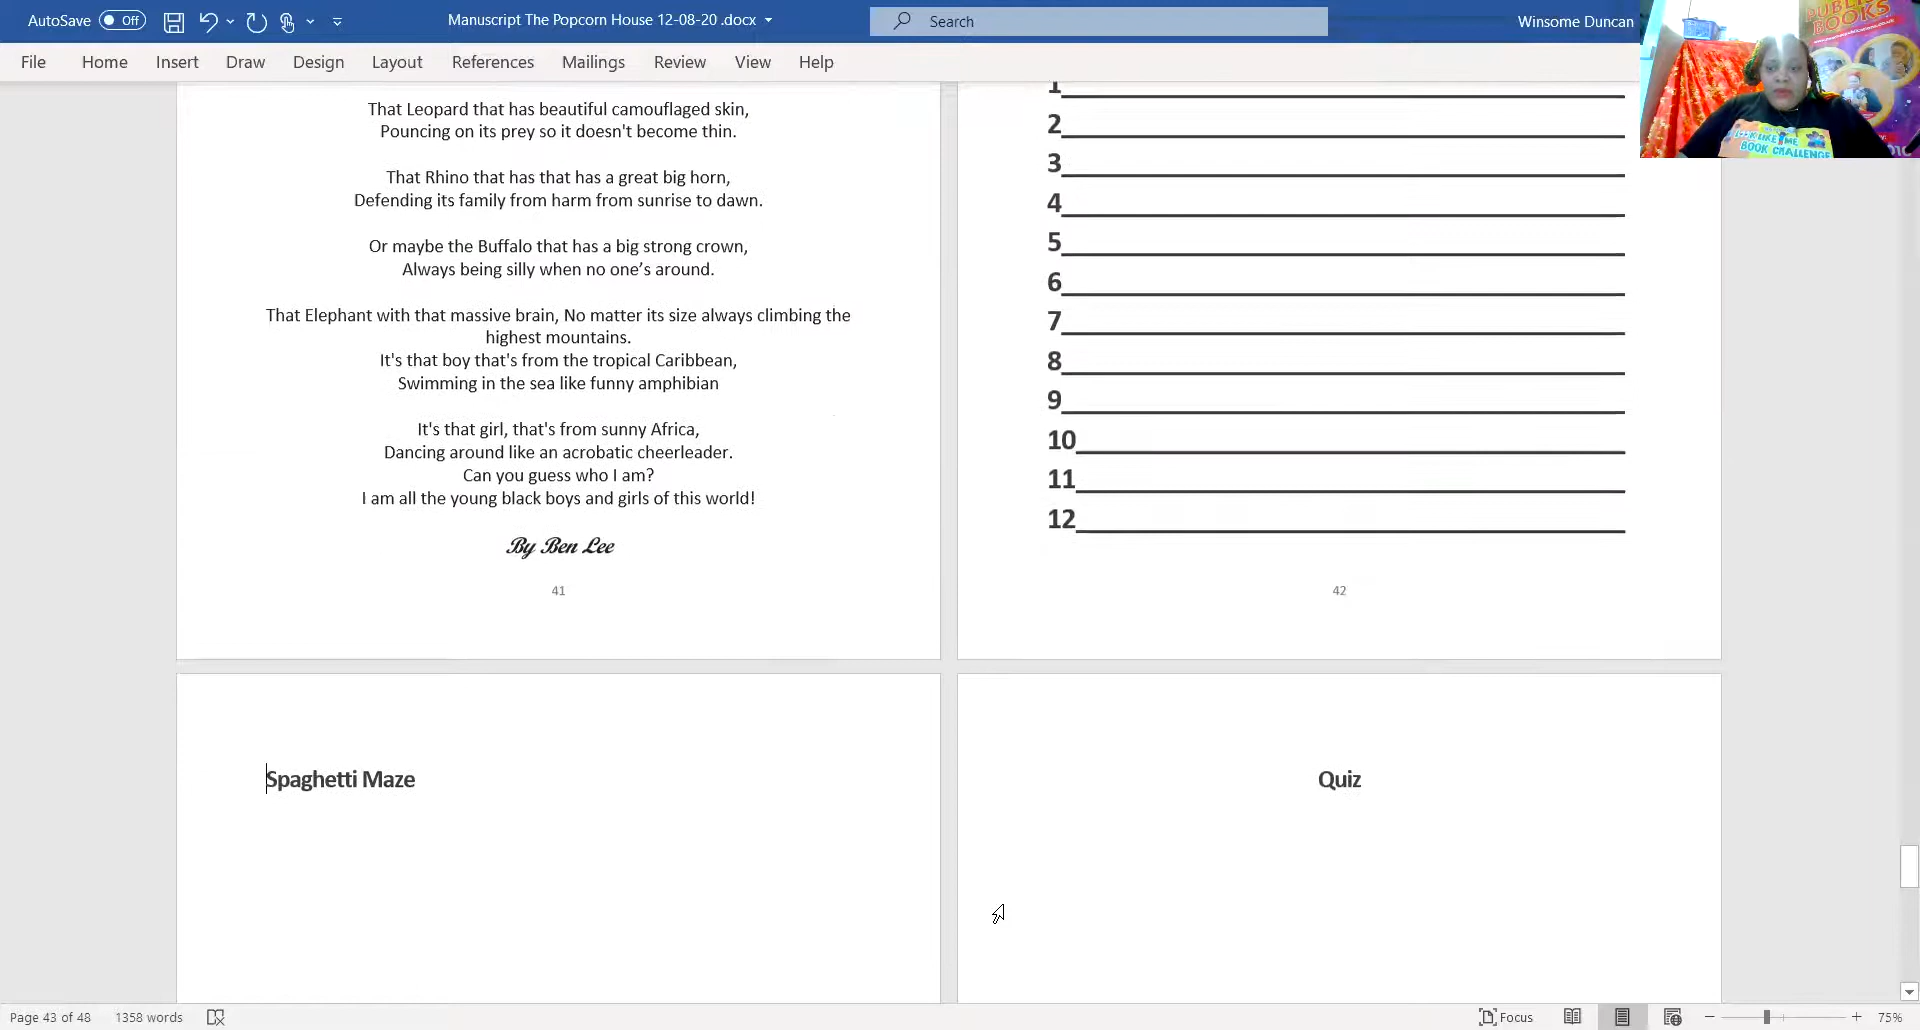 AutoSave Off
Manuscript The Popcorn House 12-08-20 .docx
Search
Winsome Duncan
PUBLI
BOOKS
File Home Insert Draw Design Layout References Mailings Review View Help
LOOK LIKE ME
BOOK CHALLENGE
That Leopard that has beautiful camouflaged skin,
Pouncing on its prey so it doesn't become thin.
That Rhino that has that has a great big horn,
Defending its family from harm from sunrise to dawn.
Or maybe the Buffalo that has a big strong crown,
Always being silly when no one’s around.
That Elephant with that massive brain, No matter its size always climbing the
highest mountains.
It's that boy that's from the tropical Caribbean,
Swimming in the sea like funny amphibian
It's that girl, that's from sunny Africa,
Dancing around like an acrobatic cheerleader.
Can you guess who I am?
I am all the young black boys and girls of this world!
By Ben Lee
41
1
2
3
4
5
6
7
8
9
10
11
12
42
Spaghetti Maze
Quiz
Page 43 of 48 1358 words
Focus
75%